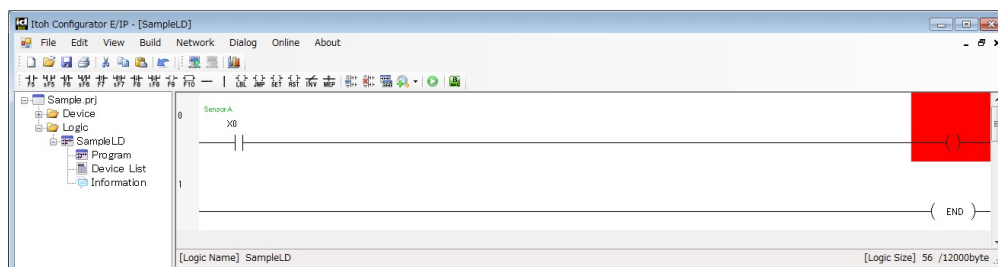 Itoh Configurator E/IP - [SampleLD]
File Edit View Build Network Dialog Online About
F5 sF5 F6 sF6 F7 sF7 F8 sF8 F9 F10 LBL JMP SET RST INV MEP
Sample.prj
Device
Logic
SampleLD
Program
Device List
Information
0
SensorA
X0
1
END
[Logic Name] SampleLD
[Logic Size] 56 /12000byte